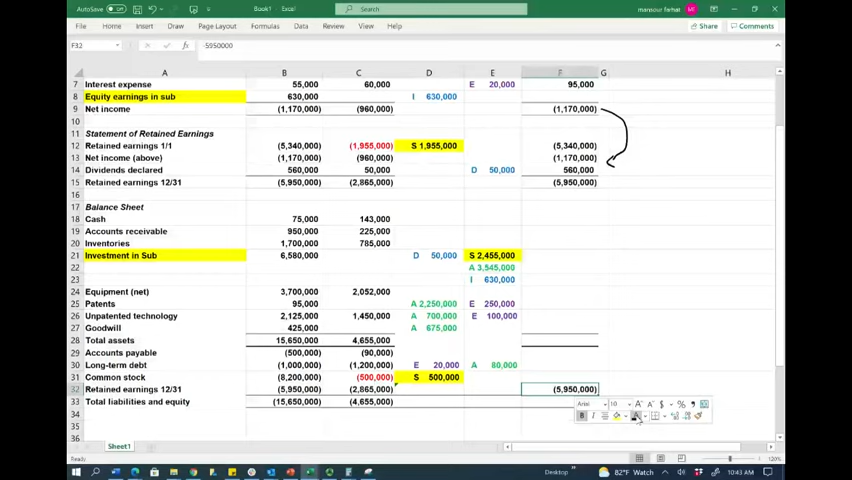 AutoSave Off Book1 - Excel Search mansour farhat MF
File Home Insert Draw Page Layout Formulas Data Review View Help Share Comments
F32 fx -5950000
A B C D E F G H
7 Interest expense 55,000 60,000 E 20,000 95,000
8 Equity earnings in sub 630,000 I 630,000
9 Net income (1,170,000) (960,000) (1,170,000)
10
11 Statement of Retained Earnings
12 Retained earnings 1/1 (5,340,000) (1,955,000) S 1,955,000 (5,340,000)
13 Net income (above) (1,170,000) (960,000) (1,170,000)
14 Dividends declared 560,000 50,000 D 50,000 560,000
15 Retained earnings 12/31 (5,950,000) (2,865,000) (5,950,000)
16
17 Balance Sheet
18 Cash 75,000 143,000
19 Accounts receivable 950,000 225,000
20 Inventories 1,700,000 785,000
21 Investment in Sub 6,580,000 D 50,000 S 2,455,000
22 A 3,545,000
23 I 630,000
24 Equipment (net) 3,700,000 2,052,000
25 Patents 95,000 A 2,250,000 E 250,000
26 Unpatented technology 2,125,000 1,450,000 A 700,000 E 100,000
27 Goodwill 425,000 A 675,000
28 Total assets 15,650,000 4,655,000
29 Accounts payable (500,000) (90,000)
30 Long-term debt (1,000,000) (1,200,000) E 20,000 A 80,000
31 Common stock (8,200,000) (500,000) S 500,000
32 Retained earnings 12/31 (5,950,000) (2,865,000) (5,950,000)
33 Total liabilities and equity (15,650,000) (4,655,000)
Arial 10 A A $ % 9
B I A
34
35
36
Sheet1
Ready 120%
Desktop 82°F Watch 10:43 AM